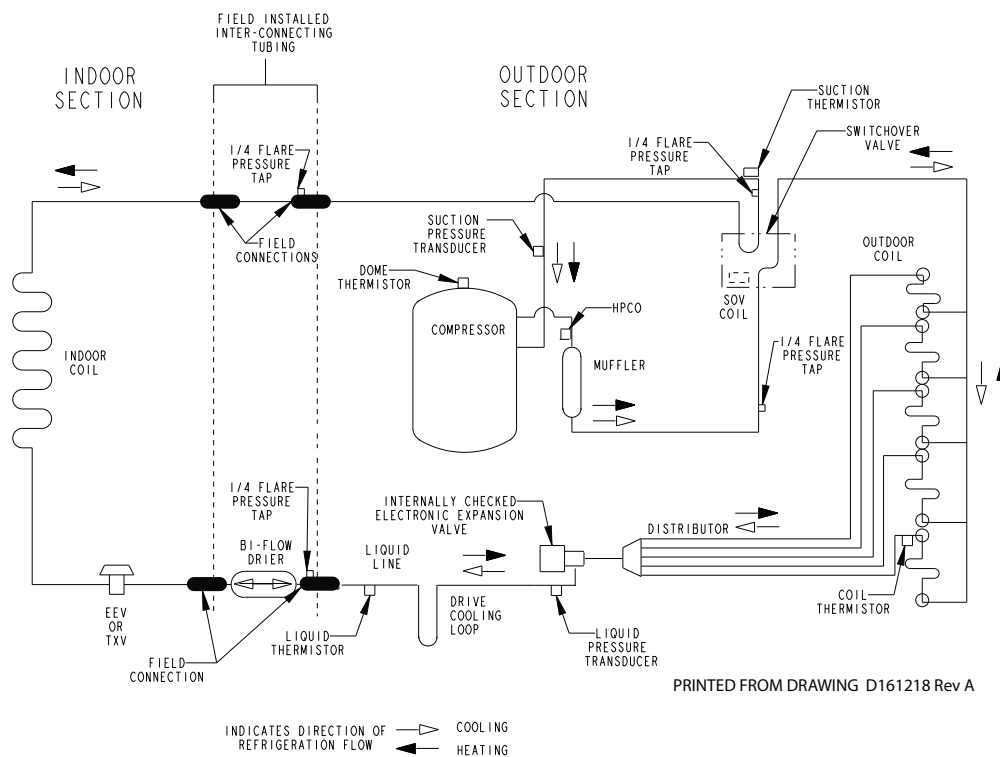 FIELD INSTALLED
INTER-CONNECTING
TUBING
INDOOR
SECTION
OUTDOOR
SECTION
SUCTION
THERMISTOR
SWITCHOVER
VALVE
1/4 FLARE
PRESSURE
TAP
1/4 FLARE
PRESSURE
TAP
SUCTION
PRESSURE
TRANSDUCER
FIELD
CONNECTIONS
OUTDOOR
COIL
DOME
THERMISTOR
SOV
COIL
HPCO
COMPRESSOR
1/4 FLARE
PRESSURE
TAP
INDOOR
COIL
MUFFLER
1/4 FLARE
PRESSURE
TAP
INTERNALLY CHECKED
ELECTRONIC EXPANSION
VALVE
DISTRIBUTOR
BI-FLOW
DRIER
LIQUID
LINE
EEV
OR
TXV
DRIVE
COOLING
LOOP
COIL
THERMISTOR
LIQUID
THERMISTOR
LIQUID
PRESSURE
TRANSDUCER
FIELD
CONNECTION
PRINTED FROM DRAWING D161218 Rev A
INDICATES DIRECTION OF
REFRIGERATION FLOW
COOLING
HEATING